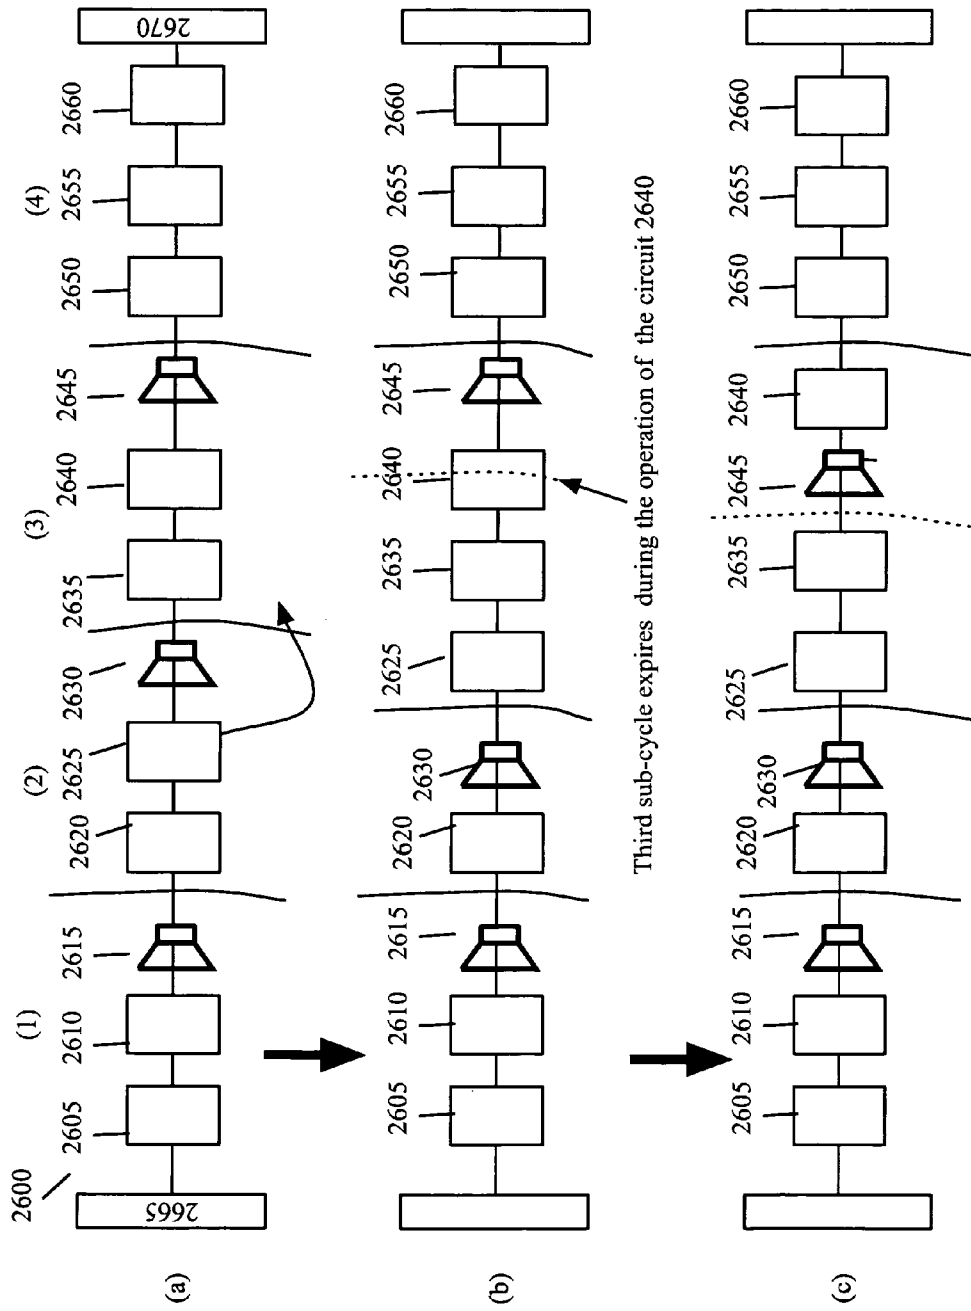 2600
(1) (2) (3) (4)
2605 2610 2615 2620 2625 2630 2635 2640 2645 2650 2655 2660
(a) 2665 2670
2605 2610 2615 2620 2630 2625 2635 2640 2645 2650 2655 2660
(b)
Third sub-cycle expires during the operation of the circuit 2640
2605 2610 2615 2620 2630 2625 2635 2645 2640 2650 2655 2660
(c)